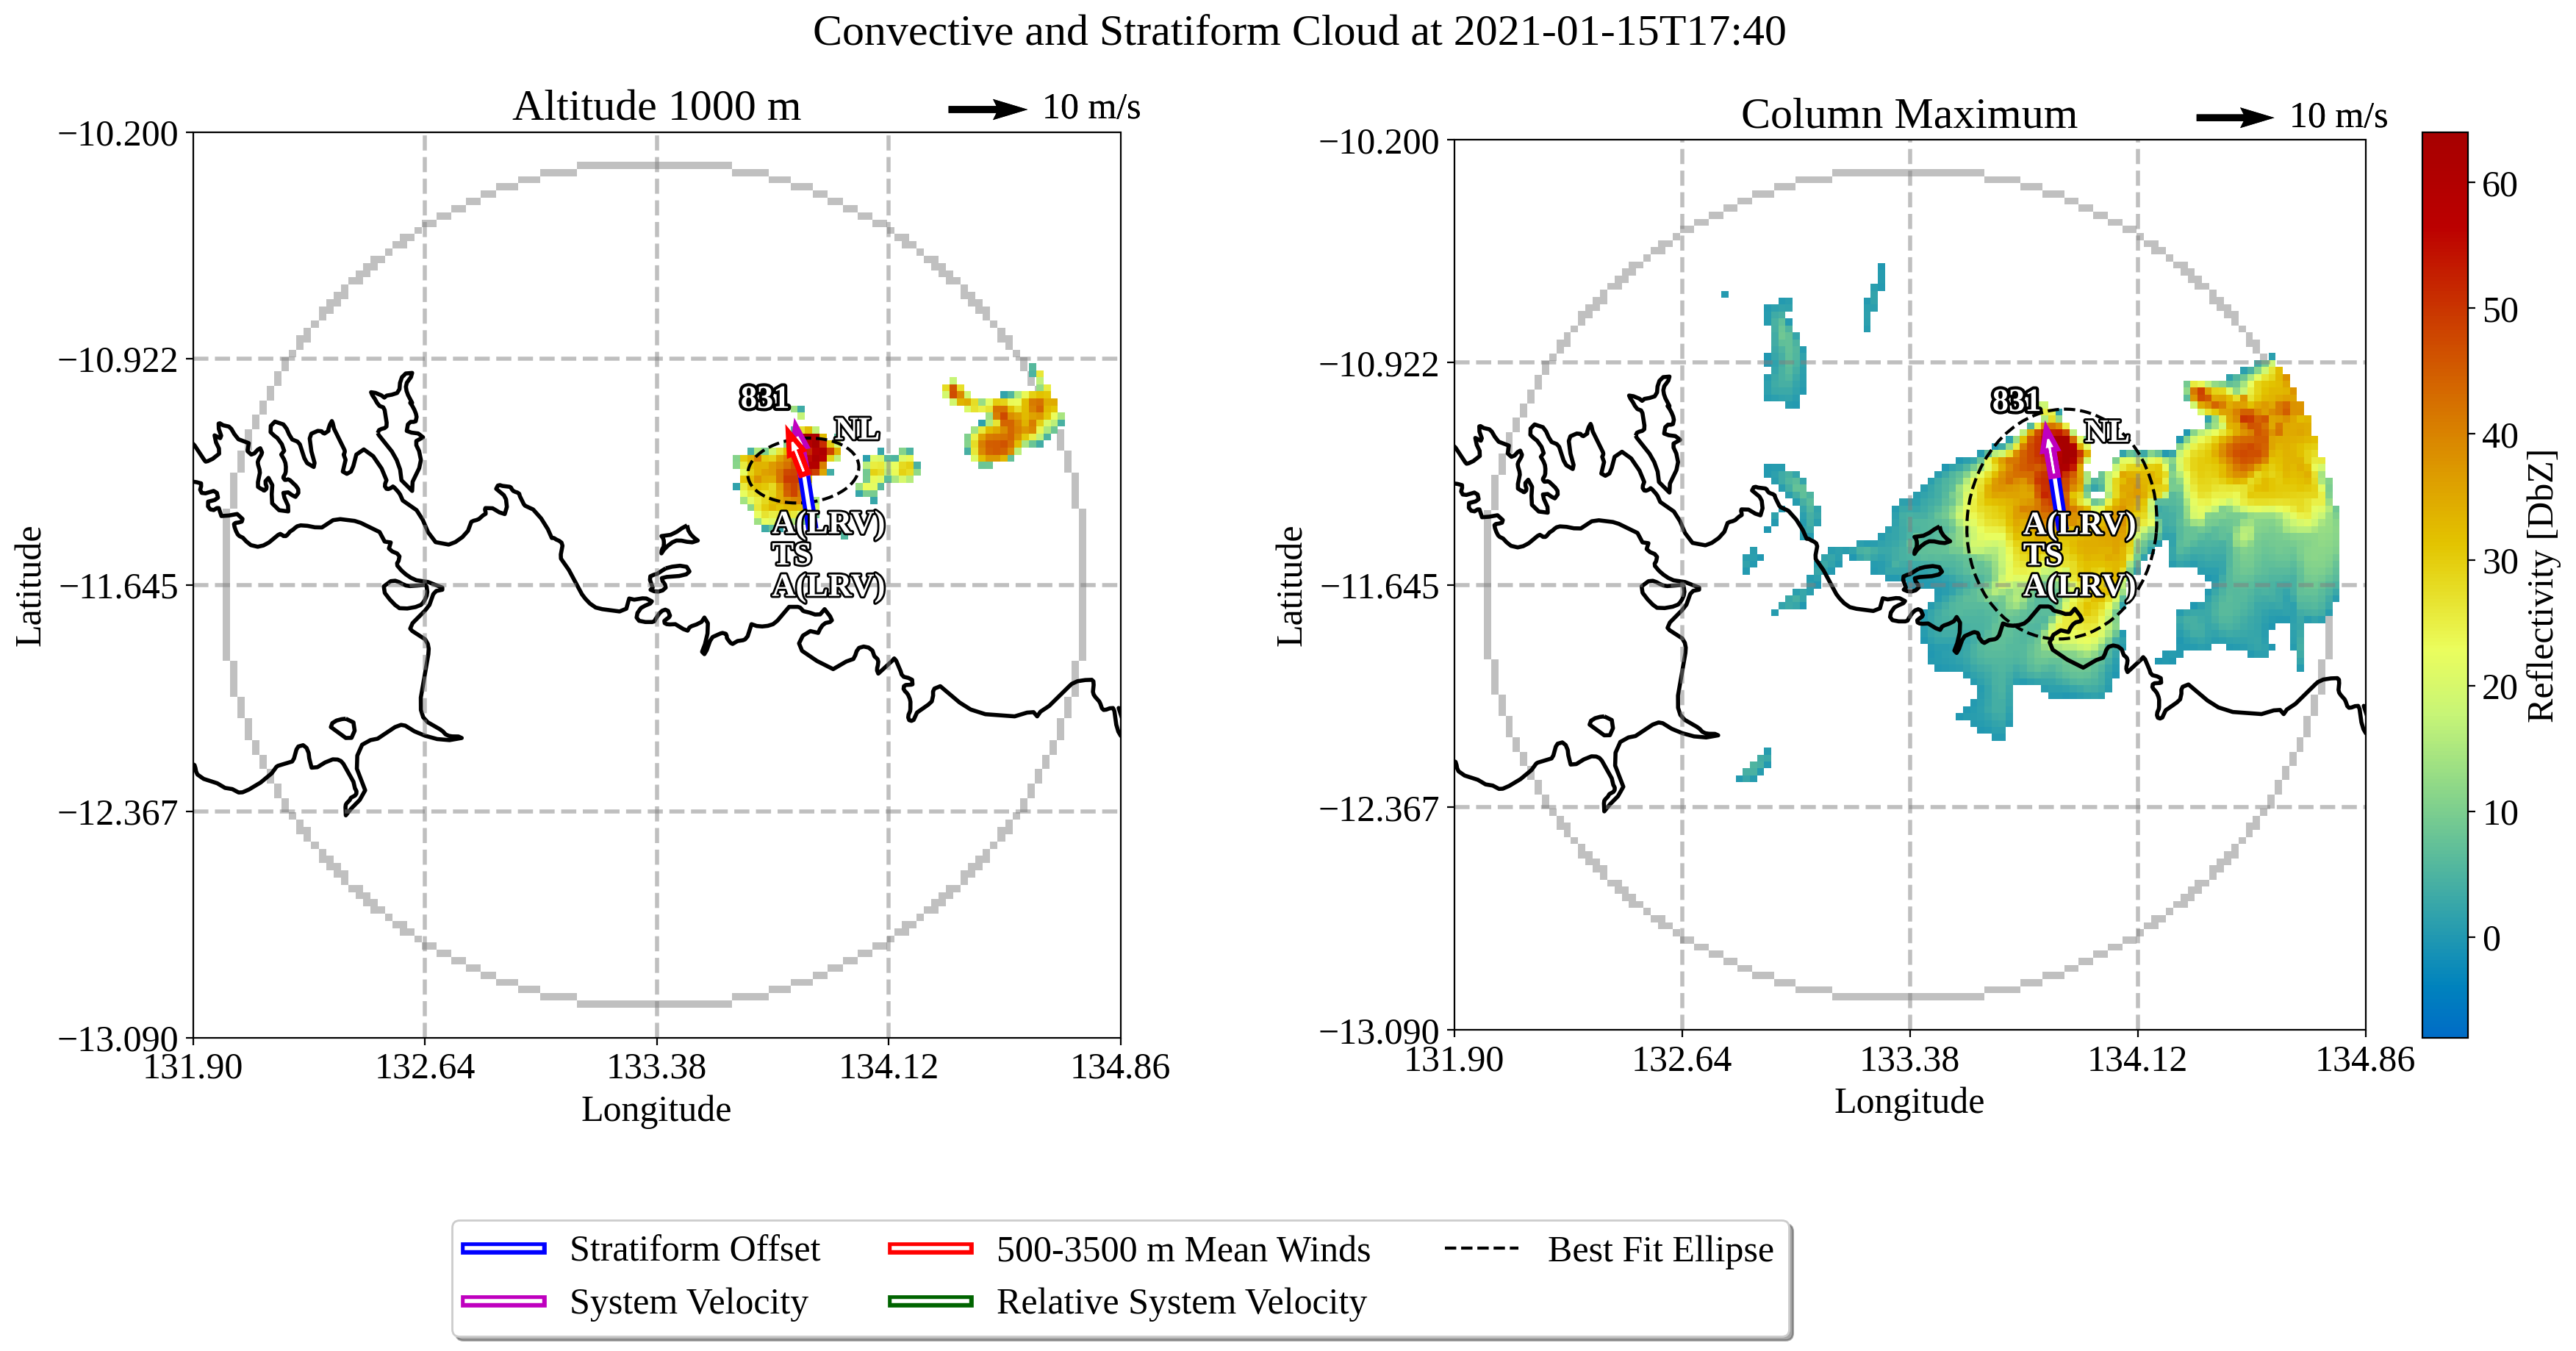 Convective and Stratiform Cloud at 2021-01-15T17:40
Altitude 1000 m
10 m/s
−10.200
−10.922
−11.645
−12.367
−13.090
Latitude
831
NL
A(LRV)
TS
A(LRV)
131.90
132.64
133.38
134.12
134.86
Longitude
Column Maximum
10 m/s
−10.200
−10.922
−11.645
−12.367
−13.090
Latitude
831
NL
A(LRV)
TS
A(LRV)
131.90
132.64
133.38
134.12
134.86
Longitude
60
50
40
30
20
10
0
Reflectivity [DbZ]
Stratiform Offset
500-3500 m Mean Winds
Best Fit Ellipse
System Velocity
Relative System Velocity